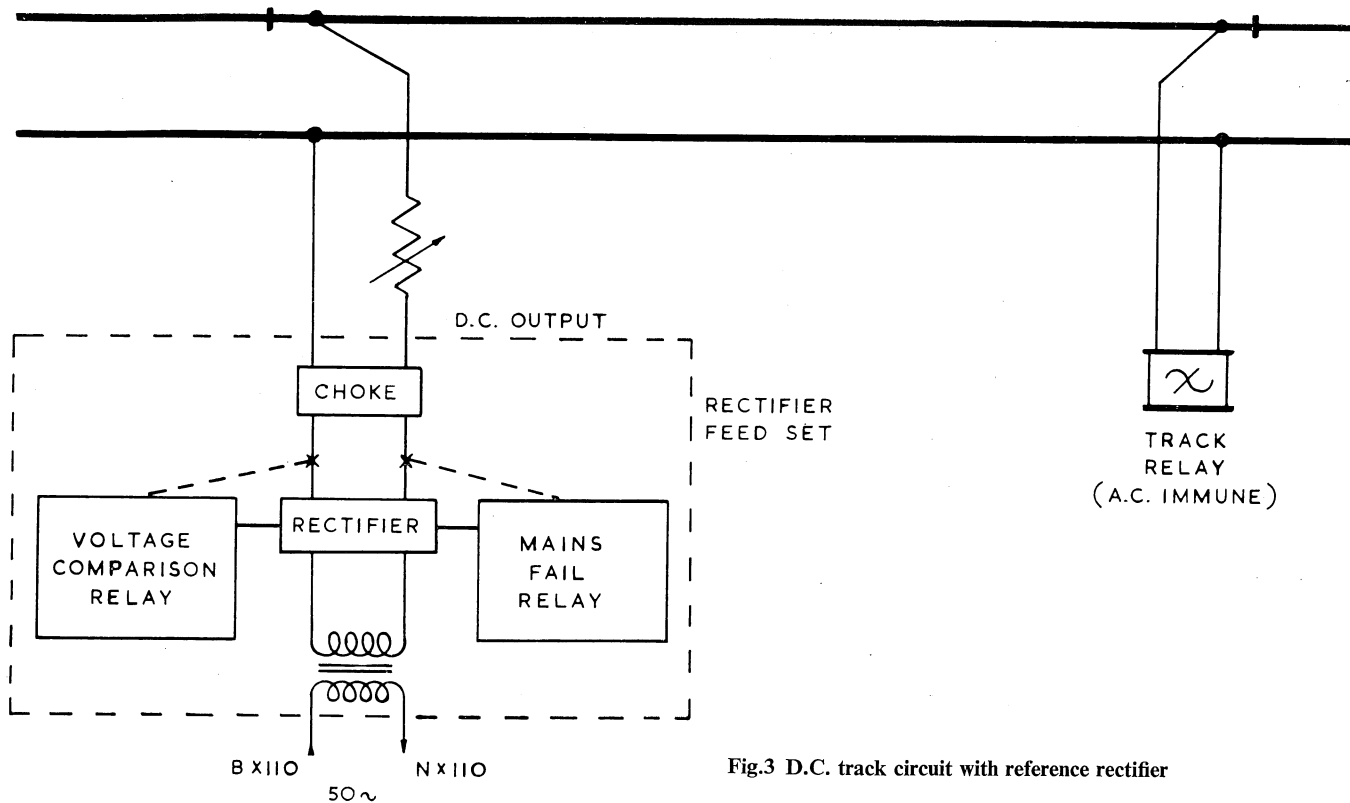 D.C. OUTPUT
CHOKE
RECTIFIER
FEED SET
TRACK
RELAY
(A.C. IMMUNE)
VOLTAGE
COMPARISON
RELAY
RECTIFIER
MAINS
FAIL
RELAY
B X110
N X110
50~
Fig.3 D.C. track circuit with reference rectifier